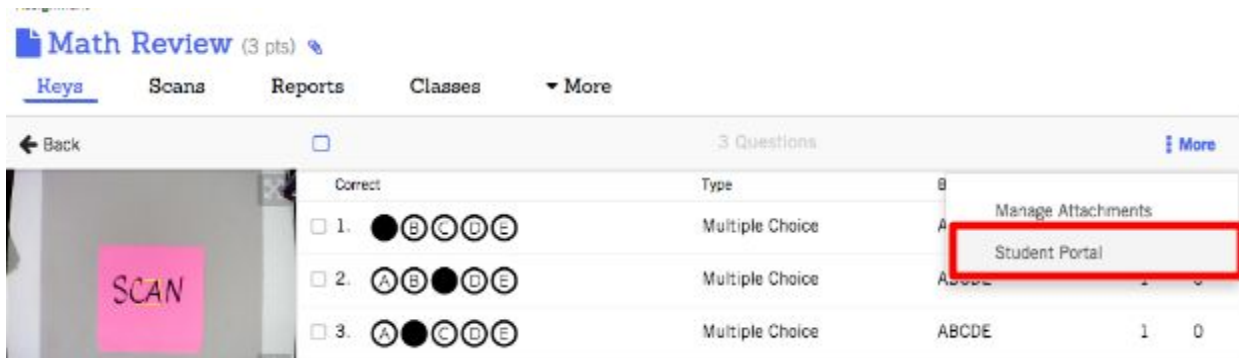 Math Review (3 pts)
Keys Scans Reports Classes More
Back 3 Questions More
Correct Type
Manage Attachments
Student Portal
1. B C D E Multiple Choice
2. A B D E Multiple Choice
3. A C D E Multiple Choice ABCDE 1 0
SCAN